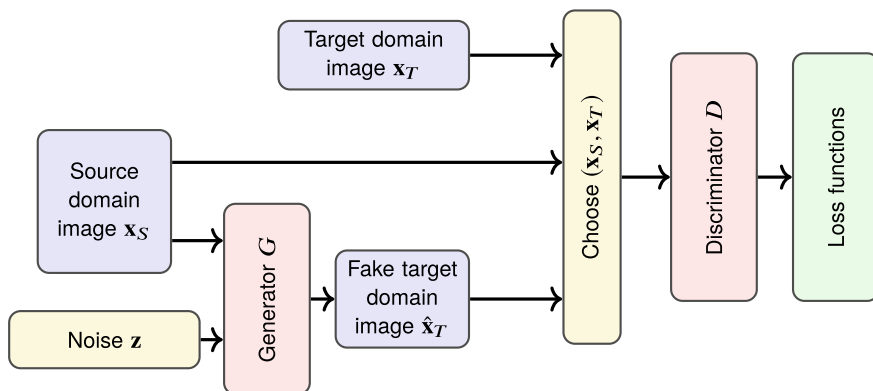 Target domain
image x_T
Source
domain
image x_S
Noise z
Generator G
Fake target
domain
image x̂_T
Choose (x_S, x_T)
Discriminator D
Loss functions